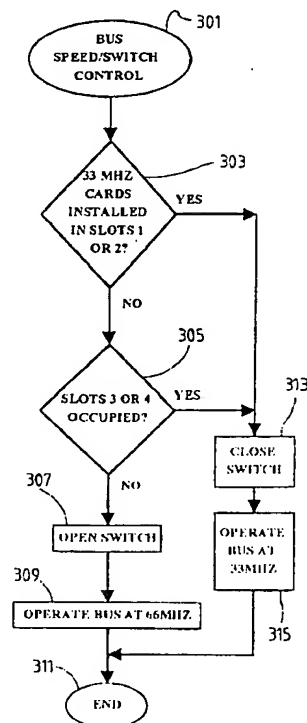 301
BUS
SPEED/SWITCH
CONTROL
303
33 MHZ
CARDS
INSTALLED
IN SLOTS 1
OR 2?
YES
NO
305
SLOTS 3 OR 4
OCCUPIED?
YES
313
NO
CLOSE
SWITCH
307
OPEN SWITCH
OPERATE
BUS AT
33MHZ
315
309
OPERATE BUS AT 66MHZ
311
END